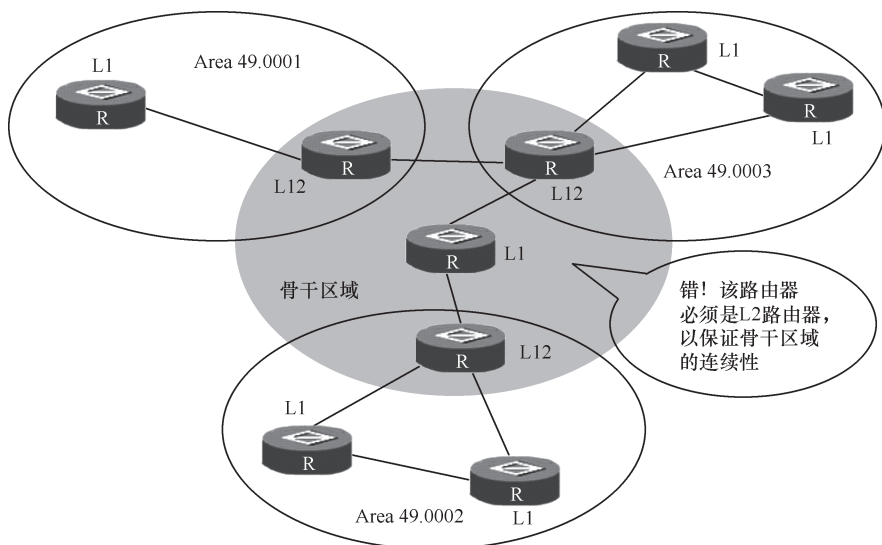 L1
Area 49.0001
R
L1
R
R
L1
R
L12
R
L12
Area 49.0003
R
L1
骨干区域
错！该路由器
必须是L2路由器，
以保证骨干区域
的连续性
R
L12
L1
R
R
L1
Area 49.0002